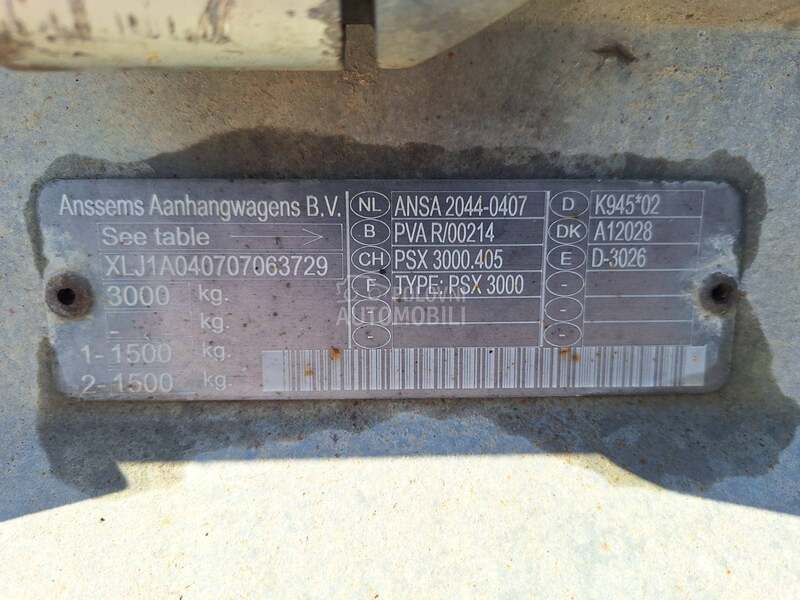 Anssems Aanhangwagens B.V.
See table
XLJ1A040707063729
3000 kg.
- kg.
1- 1500 kg.
2- 1500 kg.
NL ANSA 2044-0407
B PVA R/00214
CH PSX 3000.405
F TYPE: PSX 3000
-
D K945*02
DK A12028
E D-3026
-
-
POLOVNI
AUTOMOBILI